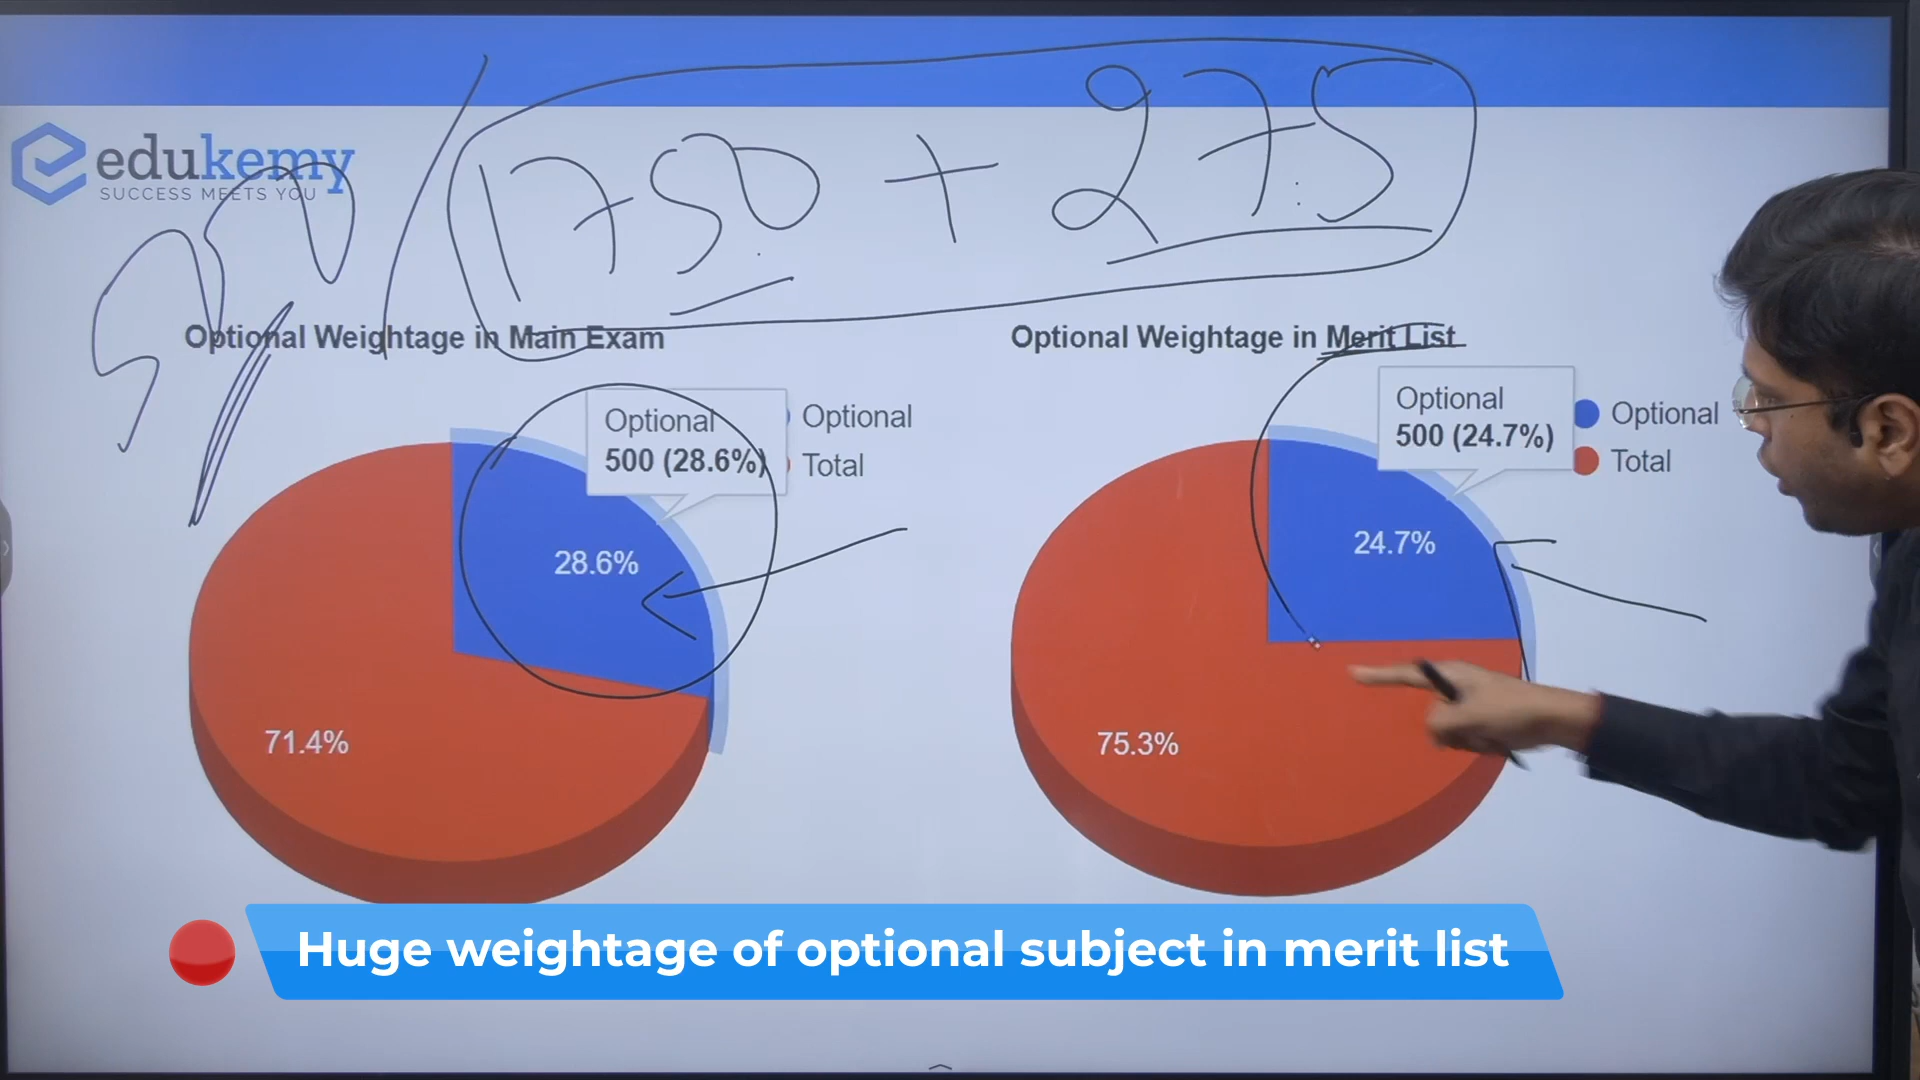 1750 + 275
edukemy
SUCCESS MEETS YOU
Optional Weightage in Main Exam
Optional
500 (28.6%)
Optional
Total
28.6%
71.4%
Optional Weightage in Merit List
Optional
500 (24.7%)
Optional
Total
24.7%
75.3%
Huge weightage of optional subject in merit list